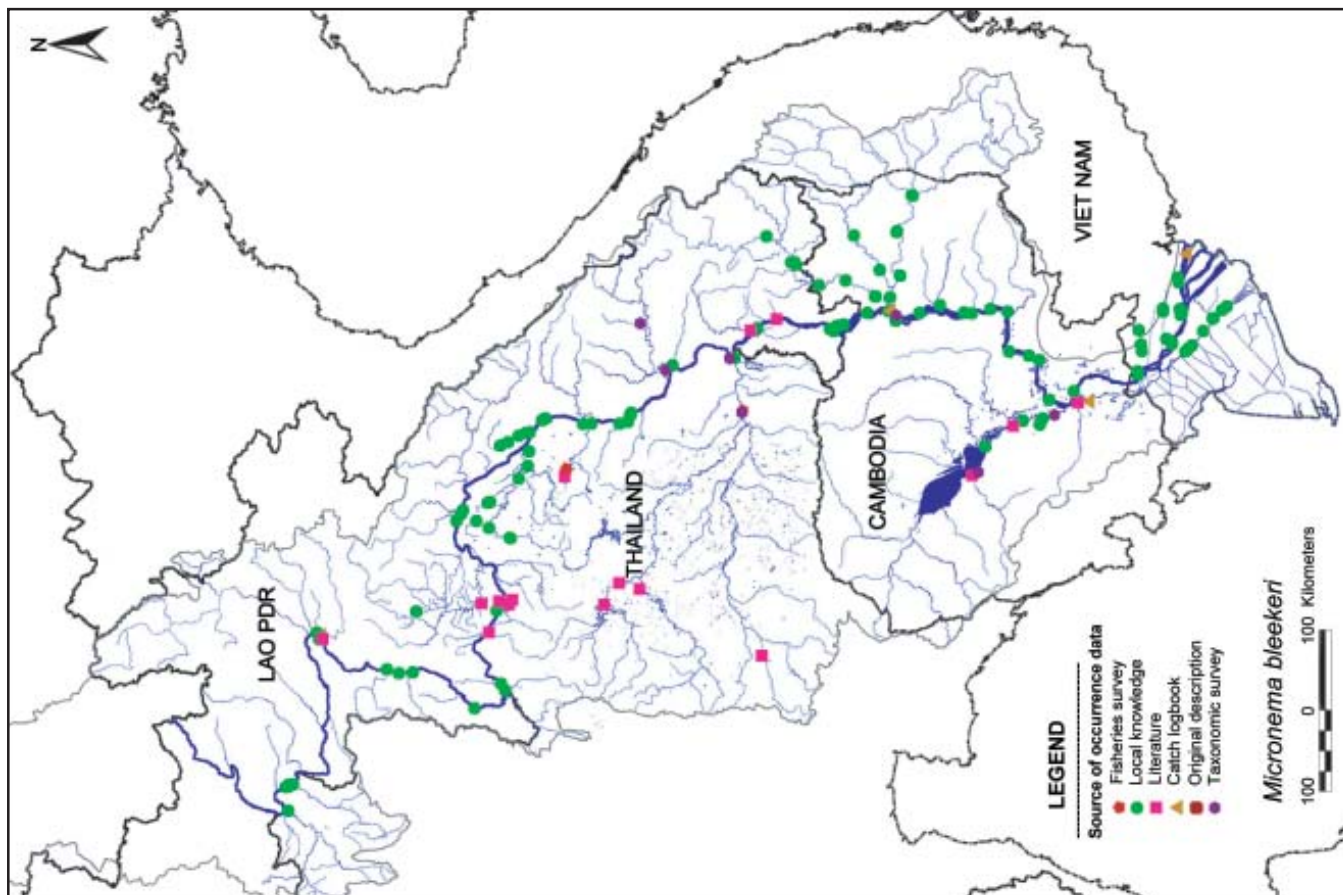 N
LAO PDR
THAILAND
CAMBODIA
VIET NAM
LEGEND
Source of occurrence data
Fisheries survey
Local knowledge
Literature
Catch logbook
Original description
Taxonomic survey
Micronema bleekeri
100 0 100 Kilometers